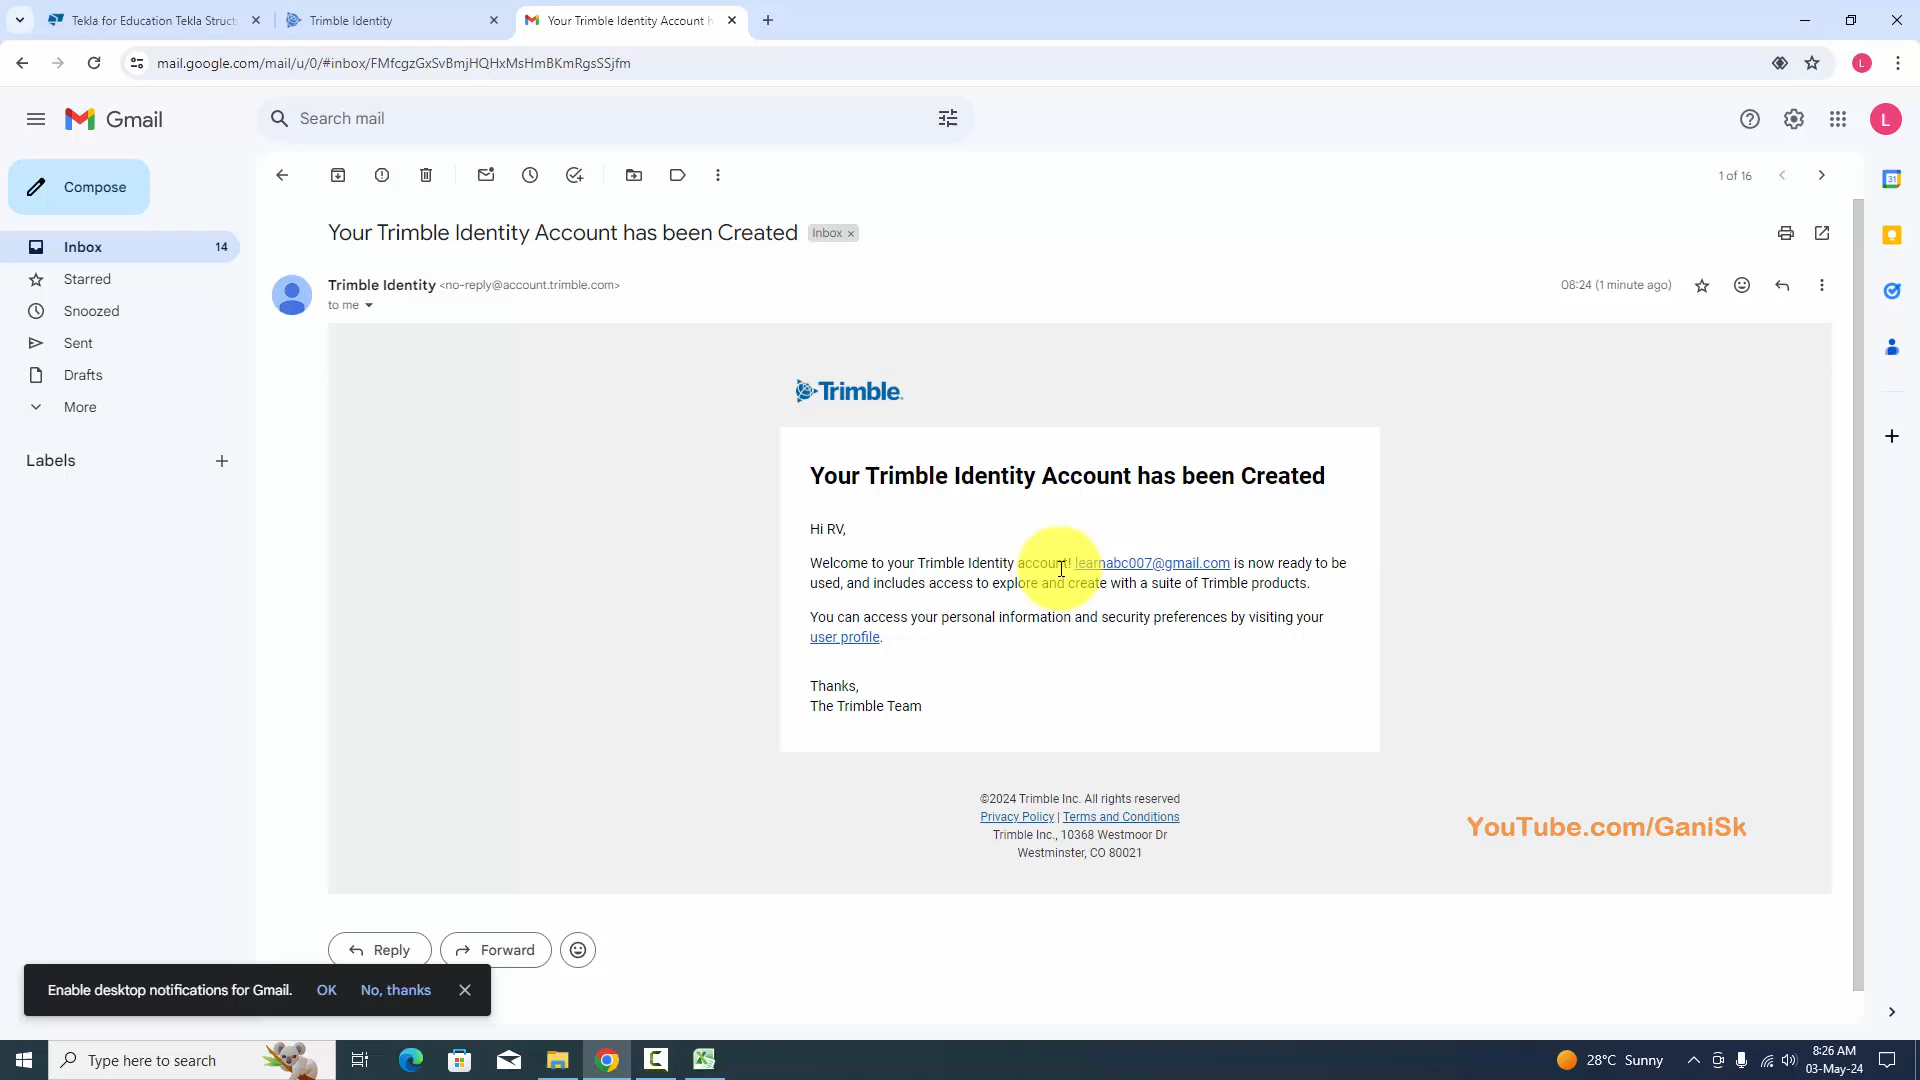 Tekla for Education Tekla Struct
Trimble Identity
Your Trimble Identity Account h
mail.google.com/mail/u/0/#inbox/FMfcgzGxSvBmjHQHxMsHmBKmRgsSSjfm
L
Gmail
Search mail
L
Compose
1 of 16
31
Inbox 14
Your Trimble Identity Account has been Created Inbox ×
Starred
Trimble Identity <no-reply@account.trimble.com>
08:24 (1 minute ago)
to me
Snoozed
Sent
Drafts
More
Trimble
Labels
Your Trimble Identity Account has been Created
Hi RV,
Welcome to your Trimble Identity account! learnabc007@gmail.com is now ready to be
used, and includes access to explore and create with a suite of Trimble products.
You can access your personal information and security preferences by visiting your
user profile.
Thanks,
The Trimble Team
©2024 Trimble Inc. All rights reserved
Privacy Policy | Terms and Conditions
Trimble Inc., 10368 Westmoor Dr
Westminster, CO 80021
YouTube.com/GaniSk
Reply
Forward
Enable desktop notifications for Gmail. OK No, thanks
Type here to search
28°C Sunny
8:26 AM
03-May-24